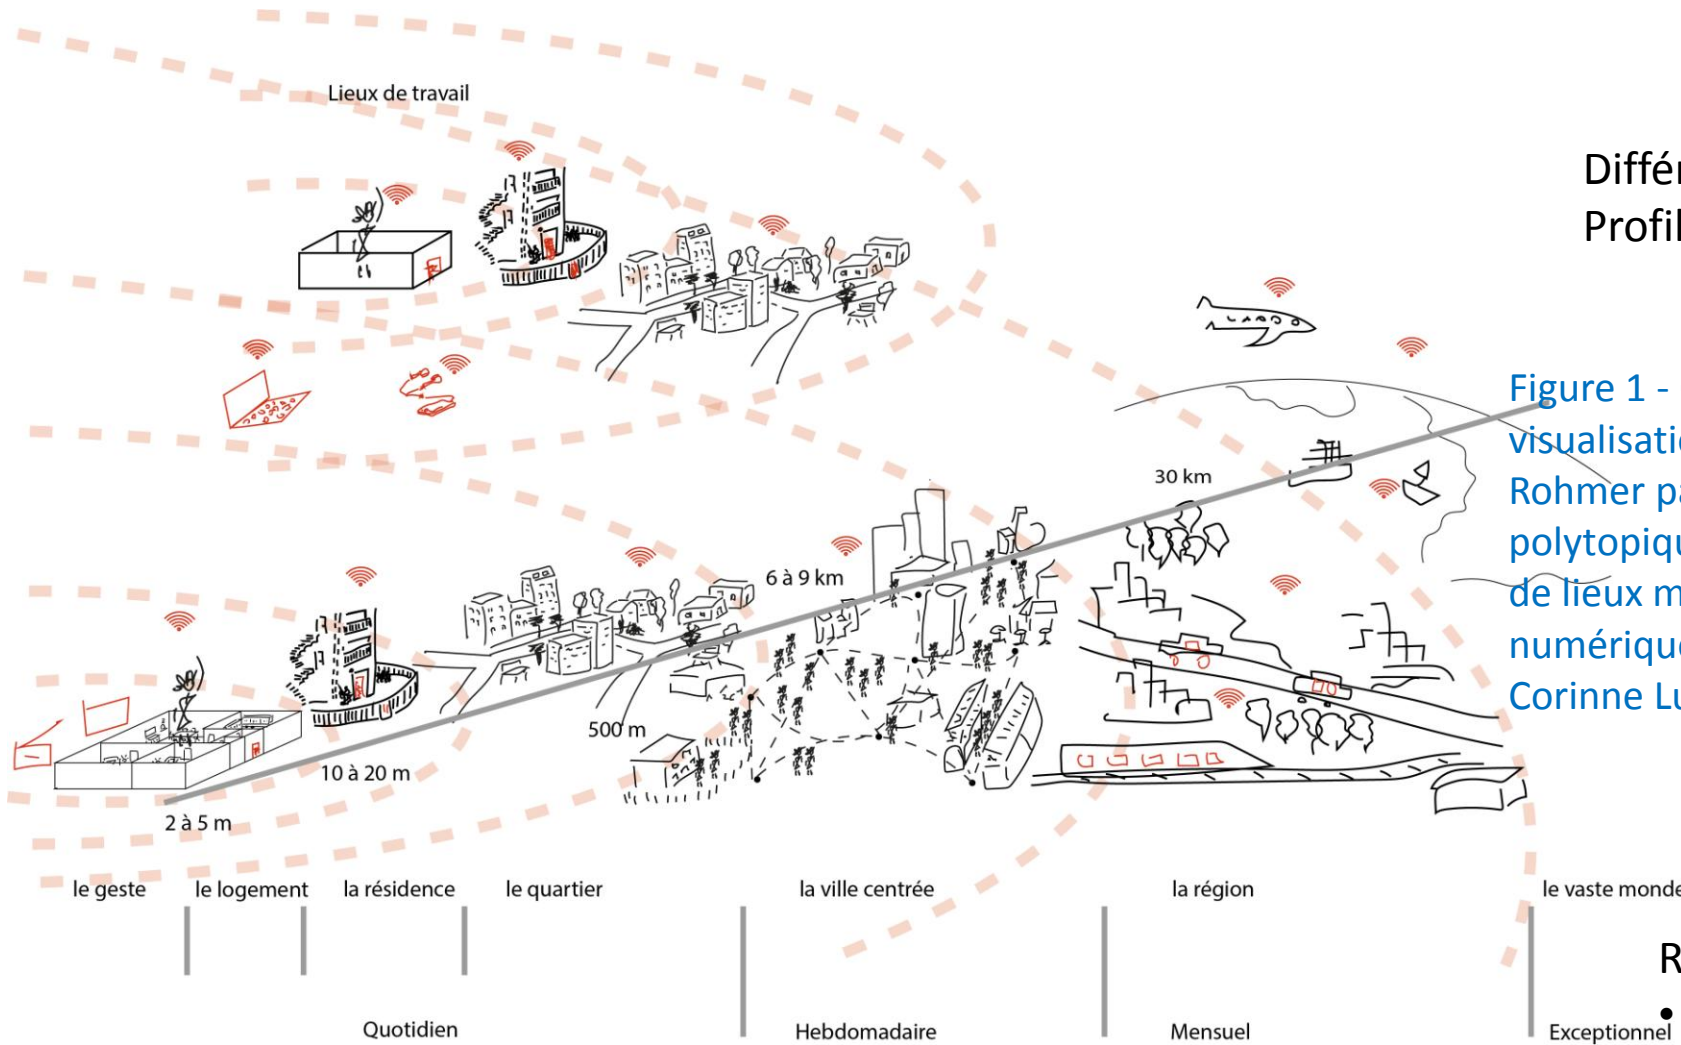 Lieux de travail
Différ
Profil
Figure 1 -
visualisati
Rohmer pa
polytopiqu
de lieux m
numérique
Corinne Lu
30 km
6 à 9 km
500 m
10 à 20 m
2 à 5 m
le geste
le logement
la résidence
le quartier
la ville centrée
la région
le vaste monde
R
•
Quotidien
Hebdomadaire
Mensuel
Exceptionnel